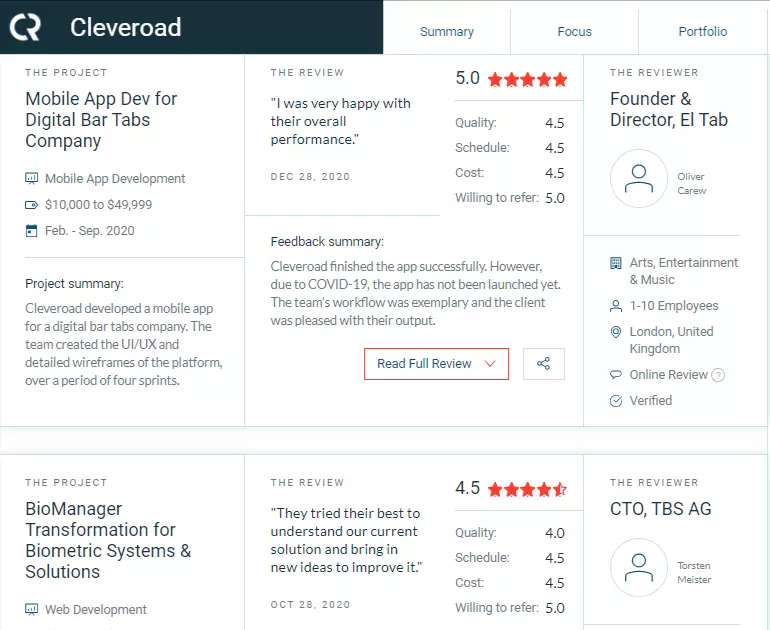 Cleveroad
Summary
Focus
Portfolio
THE PROJECT
Mobile App Dev for
Digital Bar Tabs
Company
Mobile App Development
$10,000 to $49,999
Feb. - Sep. 2020
Project summary:
Cleveroad developed a mobile app
for a digital bar tabs company. The
team created the UI/UX and
detailed wireframes of the platform,
over a period of four sprints.
THE REVIEW
"I was very happy with
their overall
performance."
DEC 28, 2020
5.0
Quality: 4.5
Schedule: 4.5
Cost: 4.5
Willing to refer: 5.0
Feedback summary:
Cleveroad finished the app successfully. However,
due to COVID-19, the app has not been launched yet.
The team's workflow was exemplary and the client
was pleased with their output.
Read Full Review
THE REVIEWER
Founder &
Director, El Tab
Oliver
Carew
Arts, Entertainment
& Music
1-10 Employees
London, United
Kingdom
Online Review ?
Verified
THE PROJECT
BioManager
Transformation for
Biometric Systems &
Solutions
Web Development
THE REVIEW
"They tried their best to
understand our current
solution and bring in
new ideas to improve it."
OCT 28, 2020
4.5
Quality: 4.0
Schedule: 4.5
Cost: 4.5
Willing to refer: 5.0
THE REVIEWER
CTO, TBS AG
Torsten
Meister